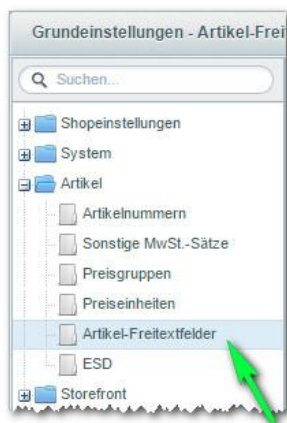 Grundeinstellungen - Artikel-Frei
Suchen...
Shopeinstellungen
System
Artikel
Artikelnummern
Sonstige MwSt.-Sätze
Preisgruppen
Preiseinheiten
Artikel-Freitextfelder
ESD
Storefront